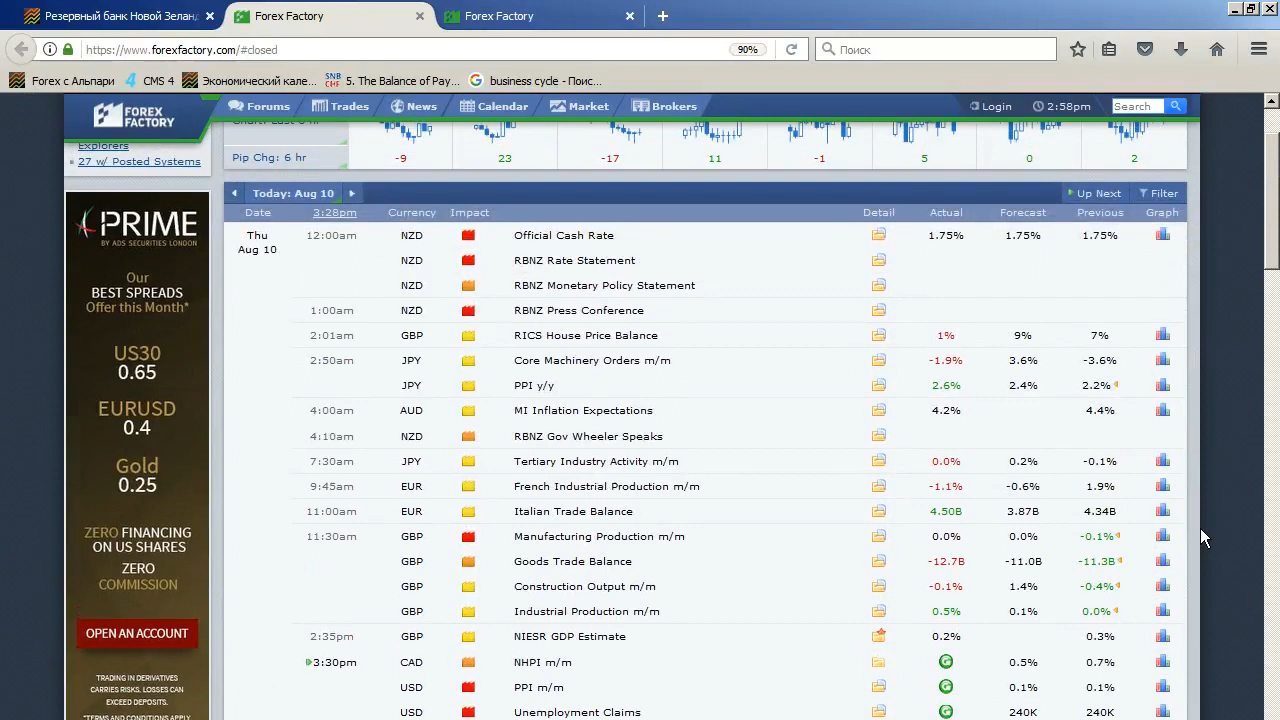 Резервный банк Новой Зелан
Forex Factory
Forex Factory
https://www.forexfactory.com/#closed
90%
Поиск
Forex с Альпари
CMS 4
Экономический кале...
SNB CHF
5. The Balance of Pay...
business cycle - Поис...
FOREX FACTORY
Forums
Trades
News
Calendar
Market
Brokers
Login
2:58pm
Search
Explorers
27 w/ Posted Systems
Pip Chg: 6 hr -9 23 -17 11 -1 5 0 2
Today: Aug 10
Up Next
Filter
Date 3:28pm Currency Impact Detail Actual Forecast Previous Graph
Thu Aug 10 12:00am NZD Official Cash Rate 1.75% 1.75% 1.75%
NZD RBNZ Rate Statement
NZD RBNZ Monetary Policy Statement
1:00am NZD RBNZ Press Conference
2:01am GBP RICS House Price Balance 1% 9% 7%
2:50am JPY Core Machinery Orders m/m -1.9% 3.6% -3.6%
JPY PPI y/y 2.6% 2.4% 2.2%
4:00am AUD MI Inflation Expectations 4.2% 4.4%
4:10am NZD RBNZ Gov Wheeler Speaks
7:30am JPY Tertiary Industry Activity m/m 0.0% 0.2% -0.1%
9:45am EUR French Industrial Production m/m -1.1% -0.6% 1.9%
11:00am EUR Italian Trade Balance 4.50B 3.87B 4.34B
11:30am GBP Manufacturing Production m/m 0.0% 0.0% -0.1%
GBP Goods Trade Balance -12.7B -11.0B -11.3B
GBP Construction Output m/m -0.1% 1.4% -0.4%
GBP Industrial Production m/m 0.5% 0.1% 0.0%
2:35pm GBP NIESR GDP Estimate 0.2% 0.3%
3:30pm CAD NHPI m/m 0.5% 0.7%
USD PPI m/m 0.1% 0.1%
USD Unemployment Claims 240K 240K
PRIME
BY ADS SECURITIES LONDON
Our
BEST SPREADS
Offer this Month*
US30
0.65
EURUSD
0.4
Gold
0.25
ZERO FINANCING
ON US SHARES
ZERO
COMMISSION
OPEN AN ACCOUNT
TRADING IN DERIVATIVES
CARRIES RISKS. LOSSES CAN
EXCEED DEPOSITS.
*TERMS AND CONDITIONS APPLY